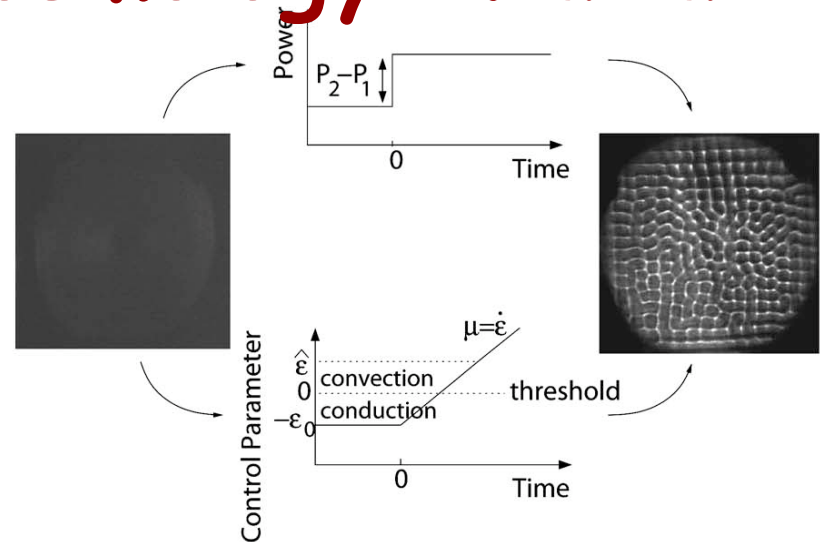 Power
P₂−P₁
0
Time
Control Parameter
μ=ε̇
ε̂
convection
0
threshold
conduction
−ε₀
0
Time